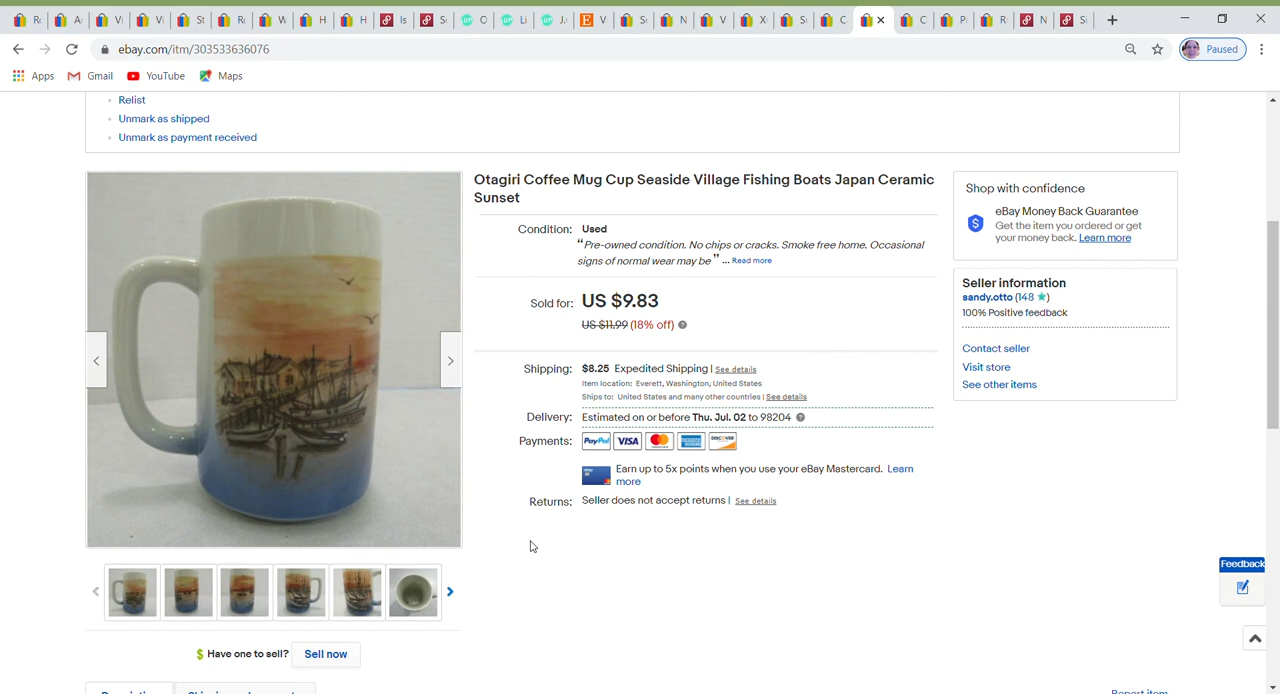 ebay.com/itm/303533636076
Paused
Apps
Gmail
YouTube
Maps
Relist
Unmark as shipped
Unmark as payment received
Otagiri Coffee Mug Cup Seaside Village Fishing Boats Japan Ceramic
Sunset
Condition: Used
“Pre-owned condition. No chips or cracks. Smoke free home. Occasional
signs of normal wear may be” ... Read more
Sold for: US $9.83
US $11.99 (18% off)
Shipping: $8.25 Expedited Shipping | See details
Item location: Everett, Washington, United States
Ships to: United States and many other countries | See details
Delivery: Estimated on or before Thu. Jul. 02 to 98204
Payments: PayPal VISA
Earn up to 5x points when you use your eBay Mastercard. Learn
more
Returns: Seller does not accept returns | See details
Shop with confidence
eBay Money Back Guarantee
Get the item you ordered or get
your money back. Learn more
Seller information
sandy.otto (148 )
100% Positive feedback
Contact seller
Visit store
See other items
Feedback
Have one to sell? Sell now
Report item